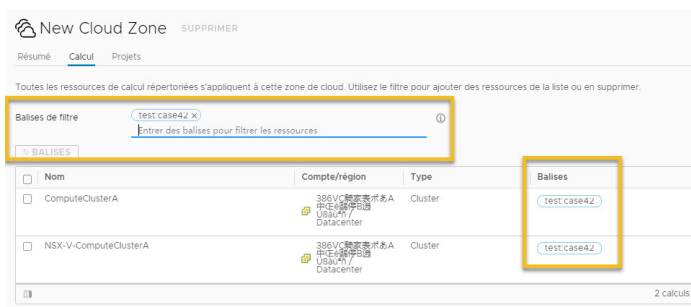 New Cloud Zone SUPPRIMER
Résumé Calcul Projets
Toutes les ressources de calcul répertoriées s'appliquent à cette zone de cloud. Utilisez le filtre pour ajouter des ressources de la liste ou en supprimer.
Balises de filtre test:case42 ×
Entrer des balises pour filtrer les ressources
BALISES
Nom Compte/région Type Balises
ComputeClusterA Cluster test:case42
Datacenter
NSX-V-ComputeClusterA Cluster test:case42
Datacenter
2 calculs